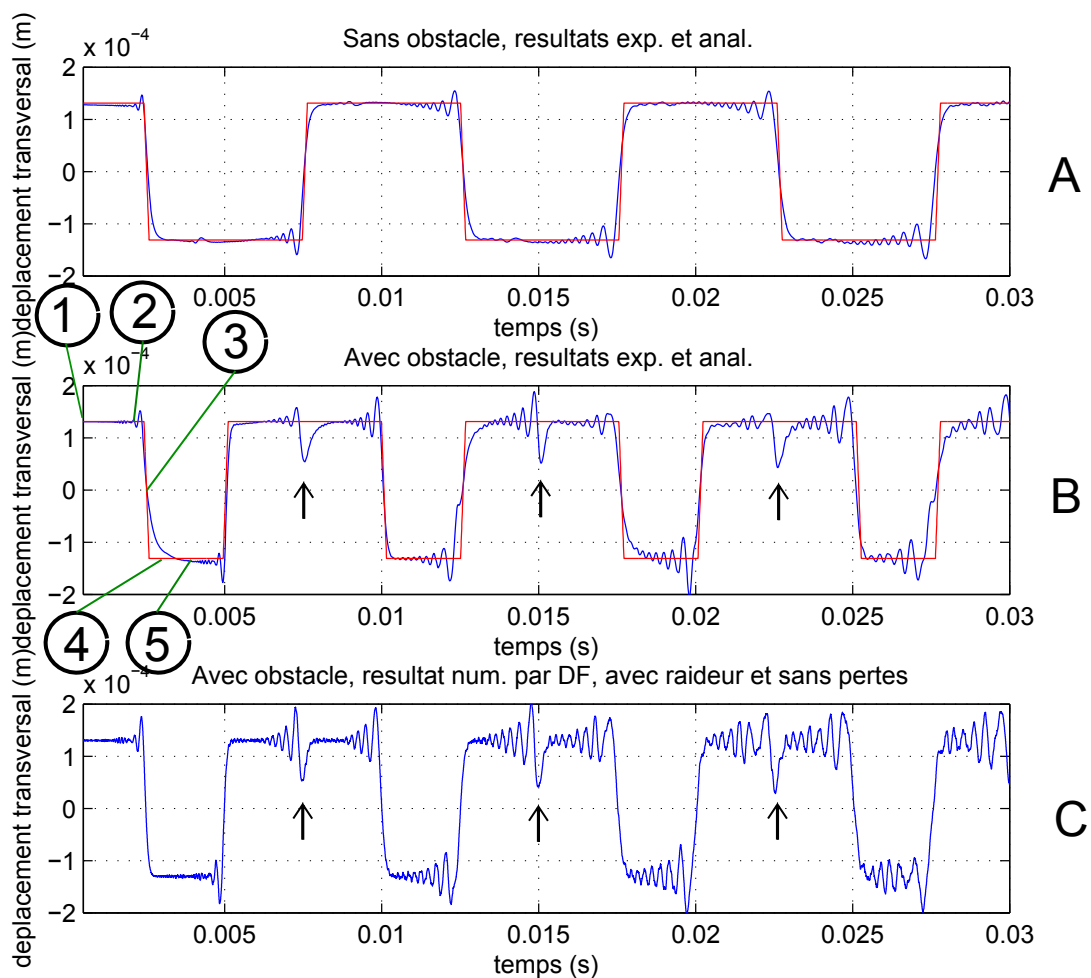 Sans obstacle, resultats exp. et anal.
x 10⁻⁴
deplacement transversal (m)
2
1
0
−1
−2
0.005 0.01 0.015 0.02 0.025 0.03
temps (s)
A
1 2 3
Avec obstacle, resultats exp. et anal.
x 10⁻⁴
deplacement transversal (m)
2
1
0
−1
−2
0.005 0.01 0.015 0.02 0.025 0.03
temps (s)
B
4 5
Avec obstacle, resultat num. par DF, avec raideur et sans pertes
x 10⁻⁴
deplacement transversal (m)
2
1
0
−1
−2
0.005 0.01 0.015 0.02 0.025 0.03
temps (s)
C